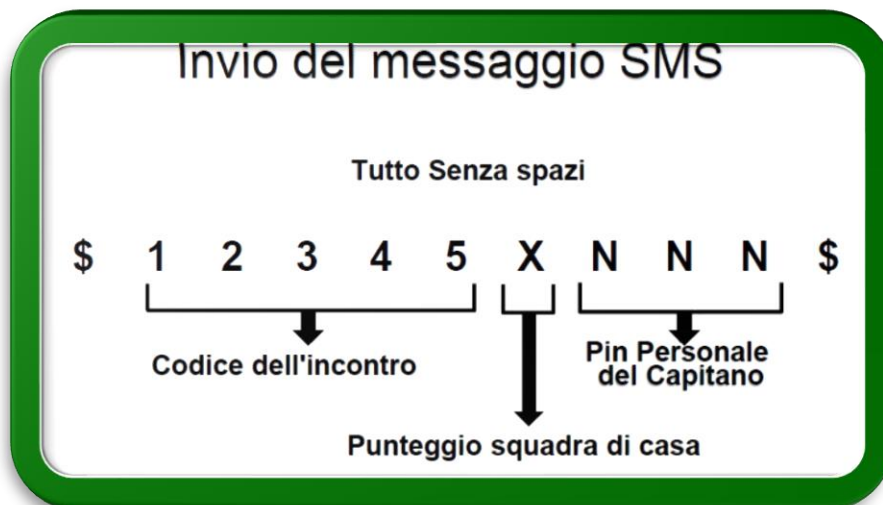 Invio del messaggio SMS
Tutto Senza spazi
$ 1 2 3 4 5 X N N N $
Codice dell'incontro
Pin Personale
del Capitano
Punteggio squadra di casa